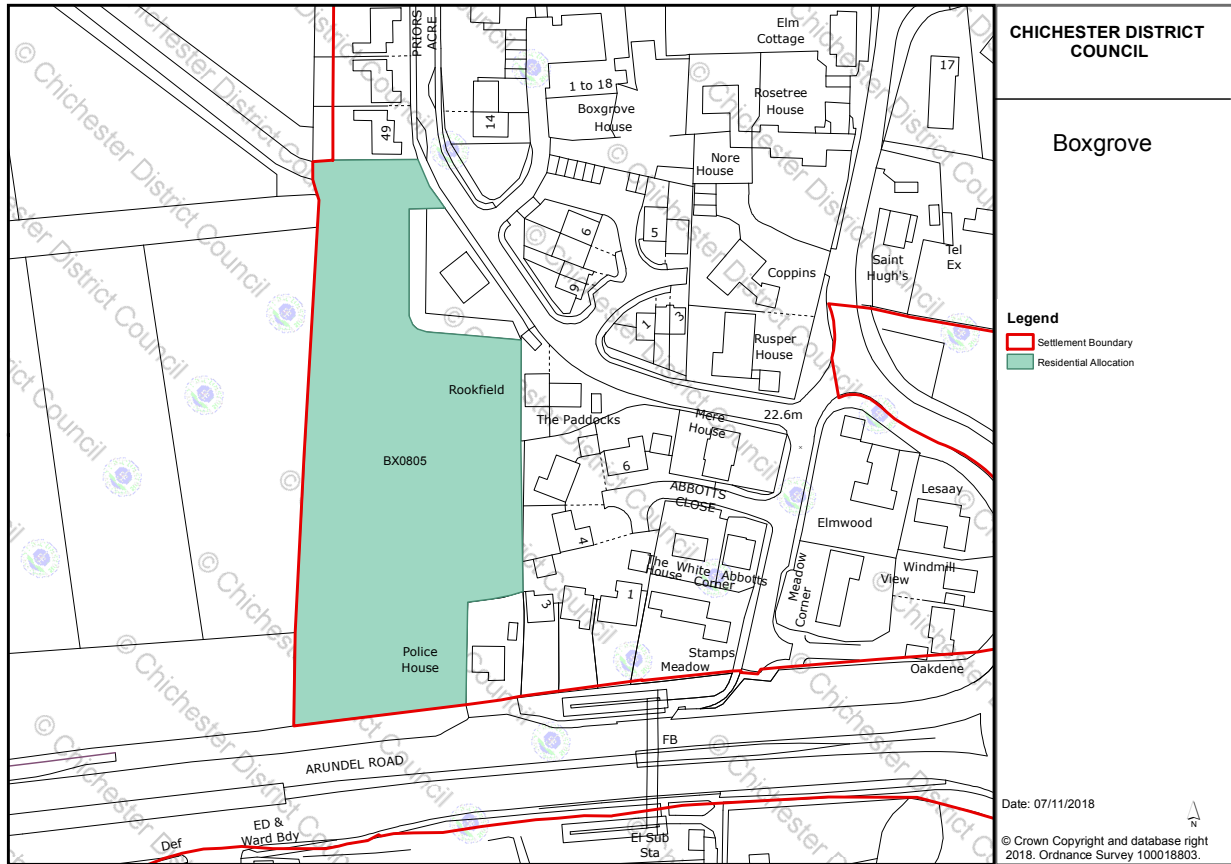 CHICHESTER DISTRICT
COUNCIL
Boxgrove
Legend
Settlement Boundary
Residential Allocation
Date: 07/11/2018
N
© Crown Copyright and database right
2018. Ordnance Survey 100018803.
PRIORS
ACRE
Elm
Cottage
17
1 to 18
Boxgrove
House
Rosetree
House
49
14
Nore
House
6
5
Saint
Hugh's
Tel
Ex
Coppins
9
1
3
Rusper
House
Rookfield
The Paddocks
Mere
House
22.6m
BX0805
6
ABBOTTS
CLOSE
Lesaay
Elmwood
4
The White
House
Abbotts
Corner
Meadow
Corner
Windmill
View
3
1
Police
House
Stamps
Meadow
Oakdene
FB
ARUNDEL ROAD
ED &
Ward Bdy
Def
El Sub
Sta
© Chichester District Council